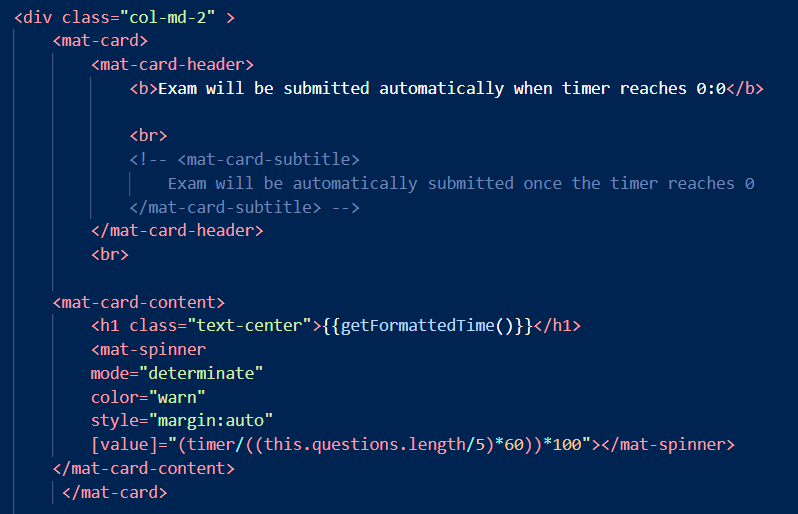 <div class="col-md-2" >
<mat-card>
<mat-card-header>
<b>Exam will be submitted automatically when timer reaches 0:0</b>
<br>
<!-- <mat-card-subtitle>
Exam will be automatically submitted once the timer reaches 0
</mat-card-subtitle> -->
</mat-card-header>
<br>
<mat-card-content>
<h1 class="text-center">{{getFormattedTime()}}</h1>
<mat-spinner
mode="determinate"
color="warn"
style="margin:auto"
[value]="(timer/((this.questions.length/5)*60))*100"></mat-spinner>
</mat-card-content>
</mat-card>